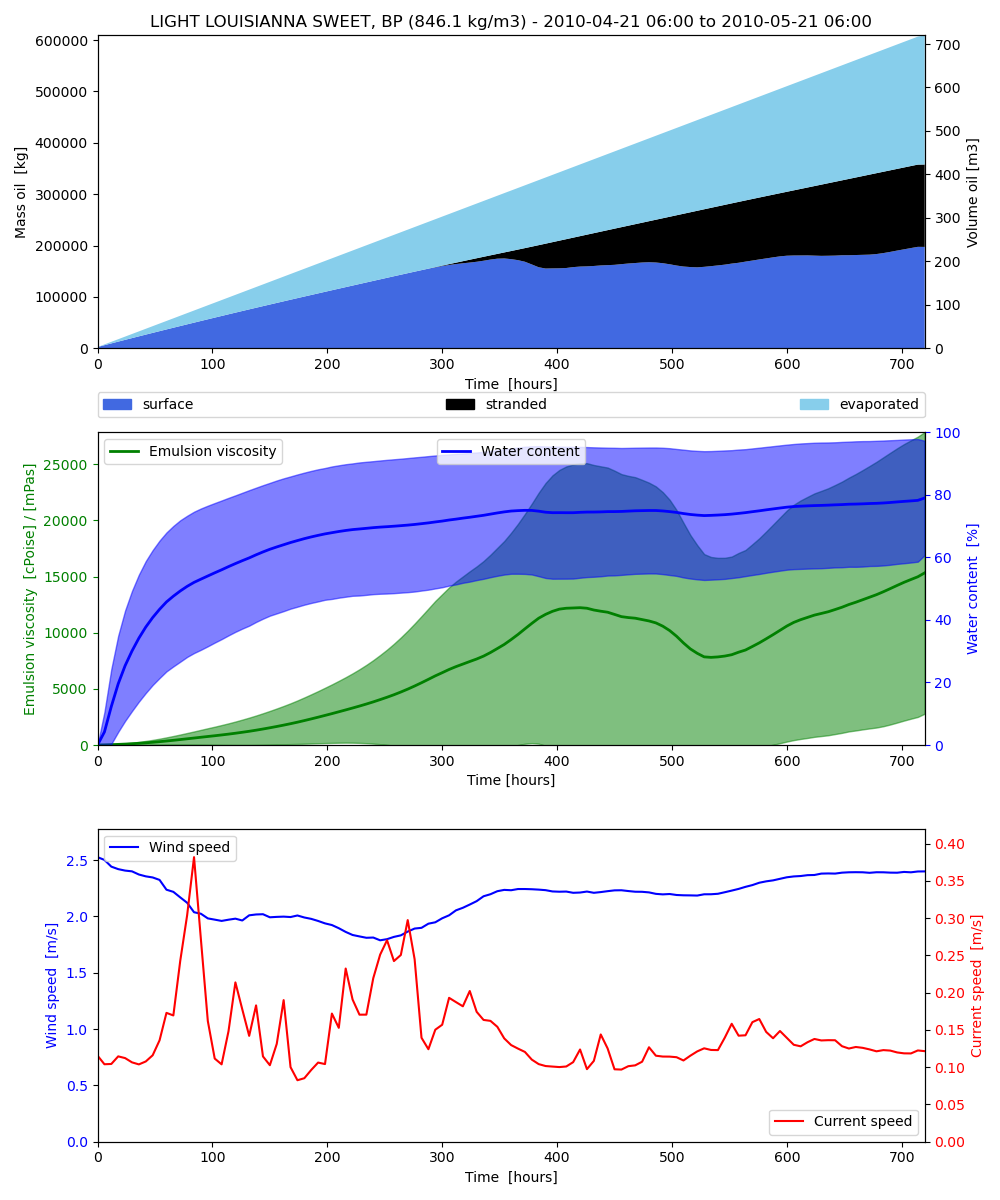 LIGHT LOUISIANNA SWEET, BP (846.1 kg/m3) - 2010-04-21 06:00 to 2010-05-21 06:00
600000
500000
400000
300000
200000
100000
0
Mass oil [kg]
700
600
500
400
300
200
100
0
Volume oil [m3]
0 100 200 300 400 500 600 700
Time [hours]
surface stranded evaporated
Emulsion viscosity
Water content
25000
20000
15000
10000
5000
0
Emulsion viscosity [cPoise] / [mPas]
100
80
60
40
20
0
Water content [%]
0 100 200 300 400 500 600 700
Time [hours]
Wind speed
2.5
2.0
1.5
1.0
0.5
0.0
Wind speed [m/s]
0.40
0.35
0.30
0.25
0.20
0.15
0.10
0.05
0.00
Current speed [m/s]
Current speed
0 100 200 300 400 500 600 700
Time [hours]